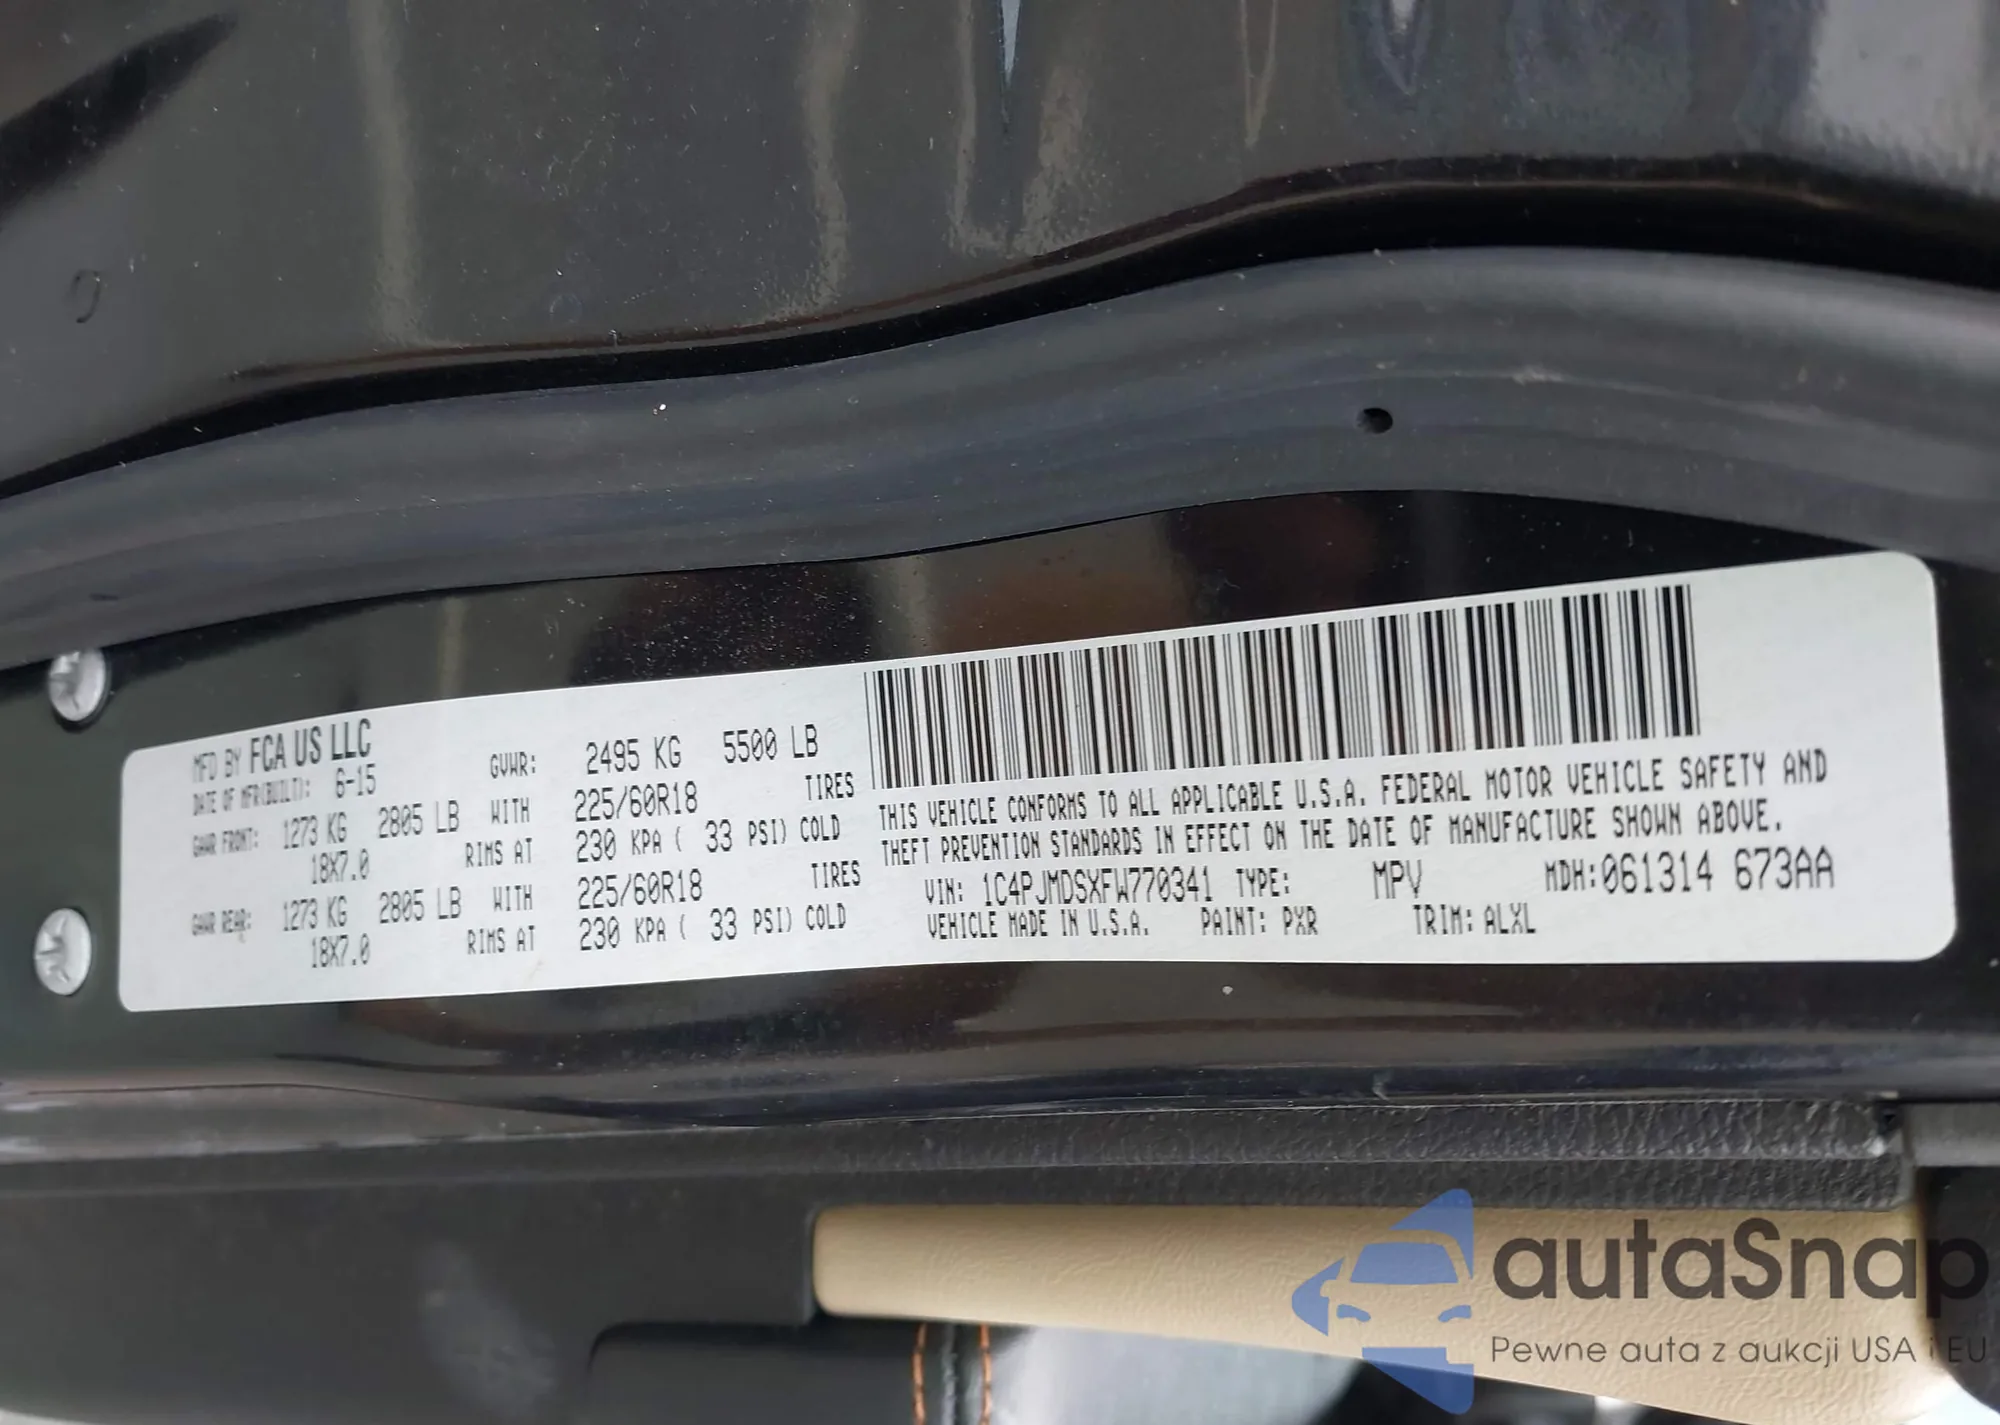 MFD BY FCA US LLC
DATE OF MFR(BUILT): 6-15 GVWR: 2495 KG 5500 LB
GAWR FRONT: 1273 KG 2805 LB WITH 225/60R18 TIRES
18X7.0 RIMS AT 230 KPA ( 33 PSI) COLD
GAWR REAR: 1273 KG 2805 LB WITH 225/60R18 TIRES
18X7.0 RIMS AT 230 KPA ( 33 PSI) COLD
THIS VEHICLE CONFORMS TO ALL APPLICABLE U.S.A. FEDERAL MOTOR VEHICLE SAFETY AND
THEFT PREVENTION STANDARDS IN EFFECT ON THE DATE OF MANUFACTURE SHOWN ABOVE.
VIN: 1C4PJMDSXFW770341 TYPE: MPV MDH:061314 673AA
VEHICLE MADE IN U.S.A. PAINT: PXR TRIM: ALXL
autaSnap
Pewne auta z aukcji USA i EU